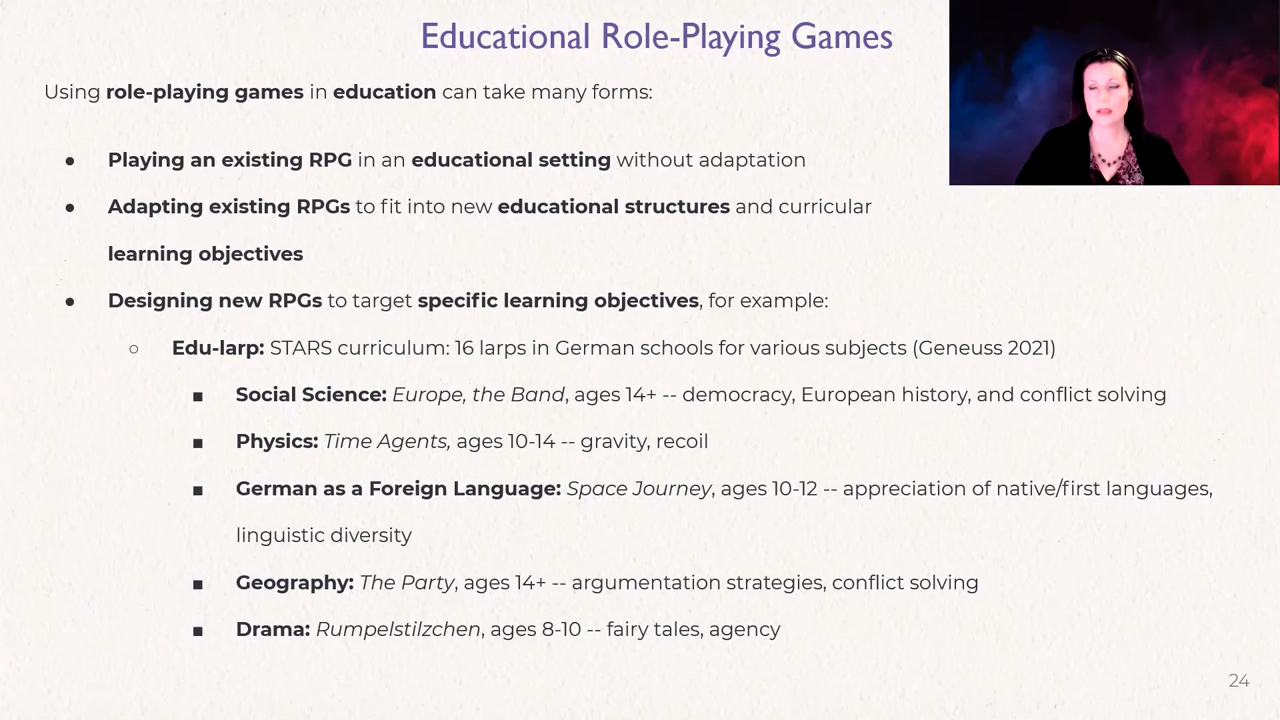 Educational Role-Playing Games
Using role-playing games in education can take many forms:
● Playing an existing RPG in an educational setting without adaptation
● Adapting existing RPGs to fit into new educational structures and curricular
learning objectives
● Designing new RPGs to target specific learning objectives, for example:
○ Edu-larp: STARS curriculum: 16 larps in German schools for various subjects (Geneuss 2021)
■ Social Science: Europe, the Band, ages 14+ -- democracy, European history, and conflict solving
■ Physics: Time Agents, ages 10-14 -- gravity, recoil
■ German as a Foreign Language: Space Journey, ages 10-12 -- appreciation of native/first languages,
linguistic diversity
■ Geography: The Party, ages 14+ -- argumentation strategies, conflict solving
■ Drama: Rumpelstilzchen, ages 8-10 -- fairy tales, agency
24